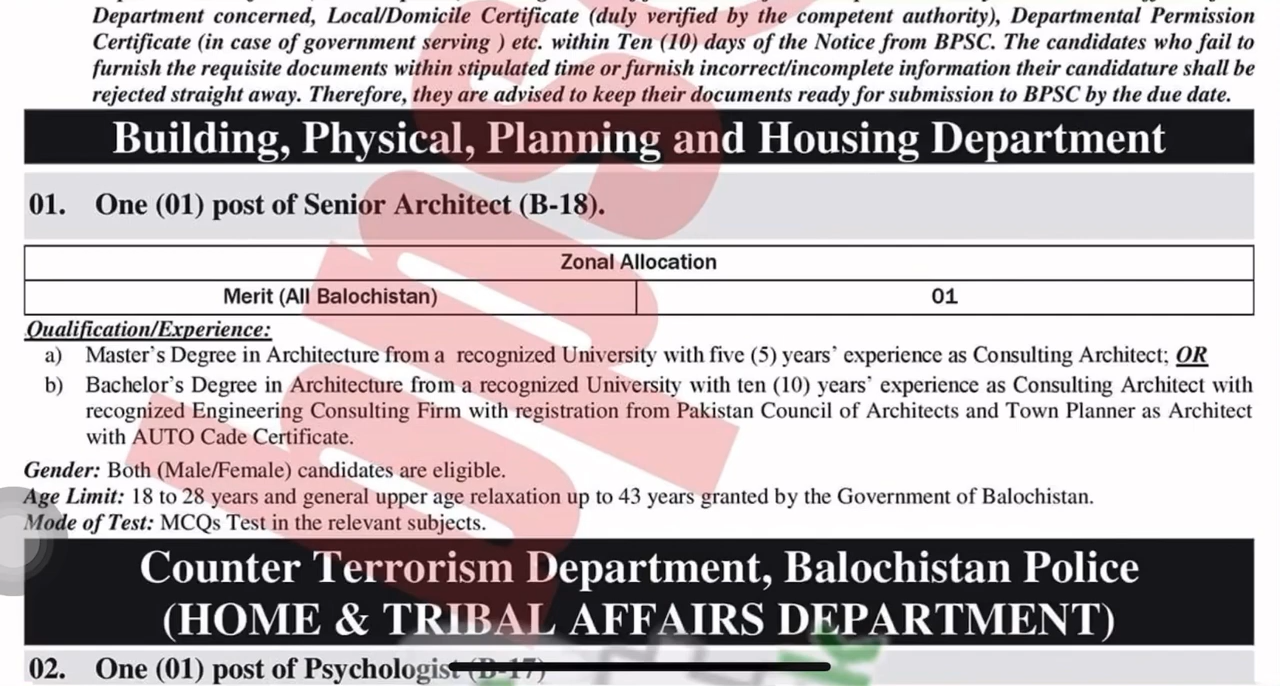 Department concerned, Local/Domicile Certificate (duly verified by the competent authority), Departmental Permission
Certificate (in case of government serving ) etc. within Ten (10) days of the Notice from BPSC. The candidates who fail to
furnish the requisite documents within stipulated time or furnish incorrect/incomplete information their candidature shall be
rejected straight away. Therefore, they are advised to keep their documents ready for submission to BPSC by the due date.
Building, Physical, Planning and Housing Department
01. One (01) post of Senior Architect (B-18).
Zonal Allocation
Merit (All Balochistan) 01
Qualification/Experience:
a) Master's Degree in Architecture from a recognized University with five (5) years' experience as Consulting Architect; OR
b) Bachelor's Degree in Architecture from a recognized University with ten (10) years' experience as Consulting Architect with
recognized Engineering Consulting Firm with registration from Pakistan Council of Architects and Town Planner as Architect
with AUTO Cade Certificate.
Gender: Both (Male/Female) candidates are eligible.
Age Limit: 18 to 28 years and general upper age relaxation up to 43 years granted by the Government of Balochistan.
Mode of Test: MCQs Test in the relevant subjects.
Counter Terrorism Department, Balochistan Police
(HOME & TRIBAL AFFAIRS DEPARTMENT)
02. One (01) post of Psychologist (B-17)